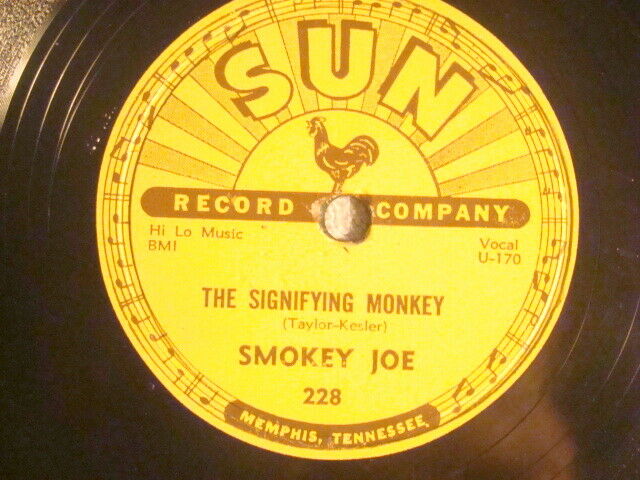 SUN
RECORD COMPANY
Hi Lo Music
BMI
Vocal
U-170
THE SIGNIFYING MONKEY
(Taylor-Kesler)
SMOKEY JOE
228
MEMPHIS, TENNESSEE